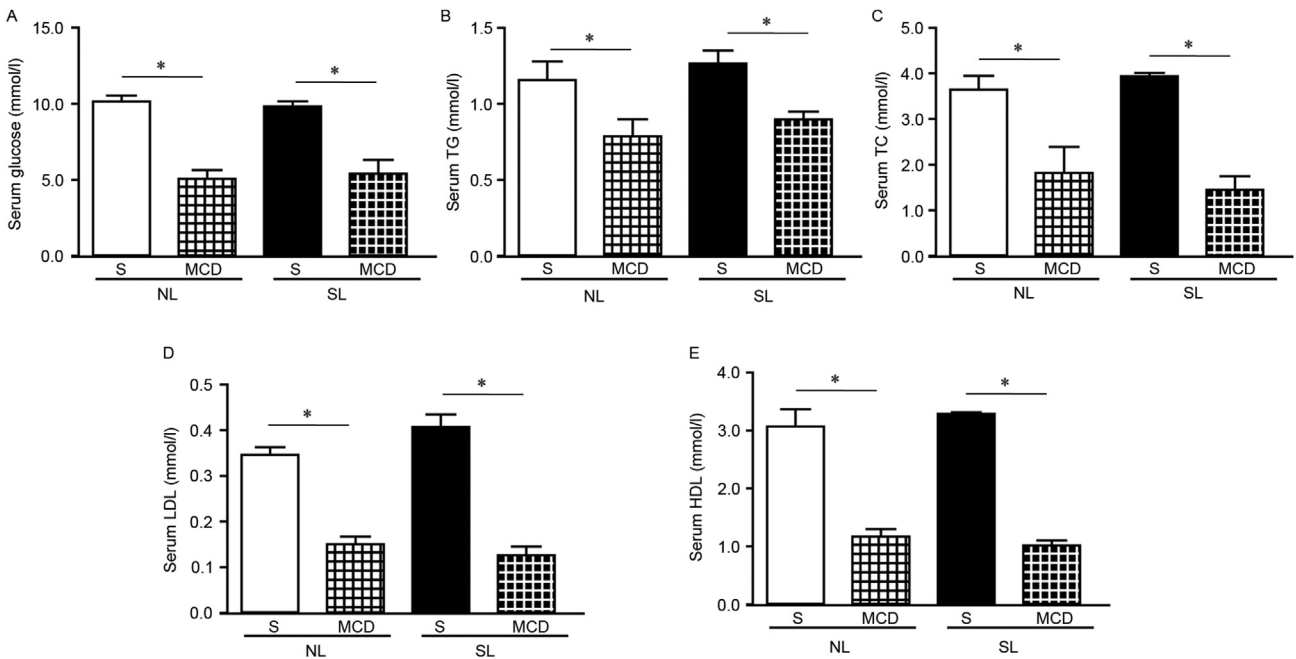 A
Serum glucose (mmol/l)
15.0
10.0
5.0
0.0
*
*
S MCD S MCD
NL SL
B
Serum TG (mmol/l)
1.5
1.0
0.5
0.0
*
*
S MCD S MCD
NL SL
C
Serum TC (mmol/l)
5.0
4.0
3.0
2.0
1.0
0.0
*
*
S MCD S MCD
NL SL
D
Serum LDL (mmol/l)
0.5
0.4
0.3
0.2
0.1
0.0
*
*
S MCD S MCD
NL SL
E
Serum HDL (mmol/l)
4.0
3.0
2.0
1.0
0.0
*
*
S MCD S MCD
NL SL